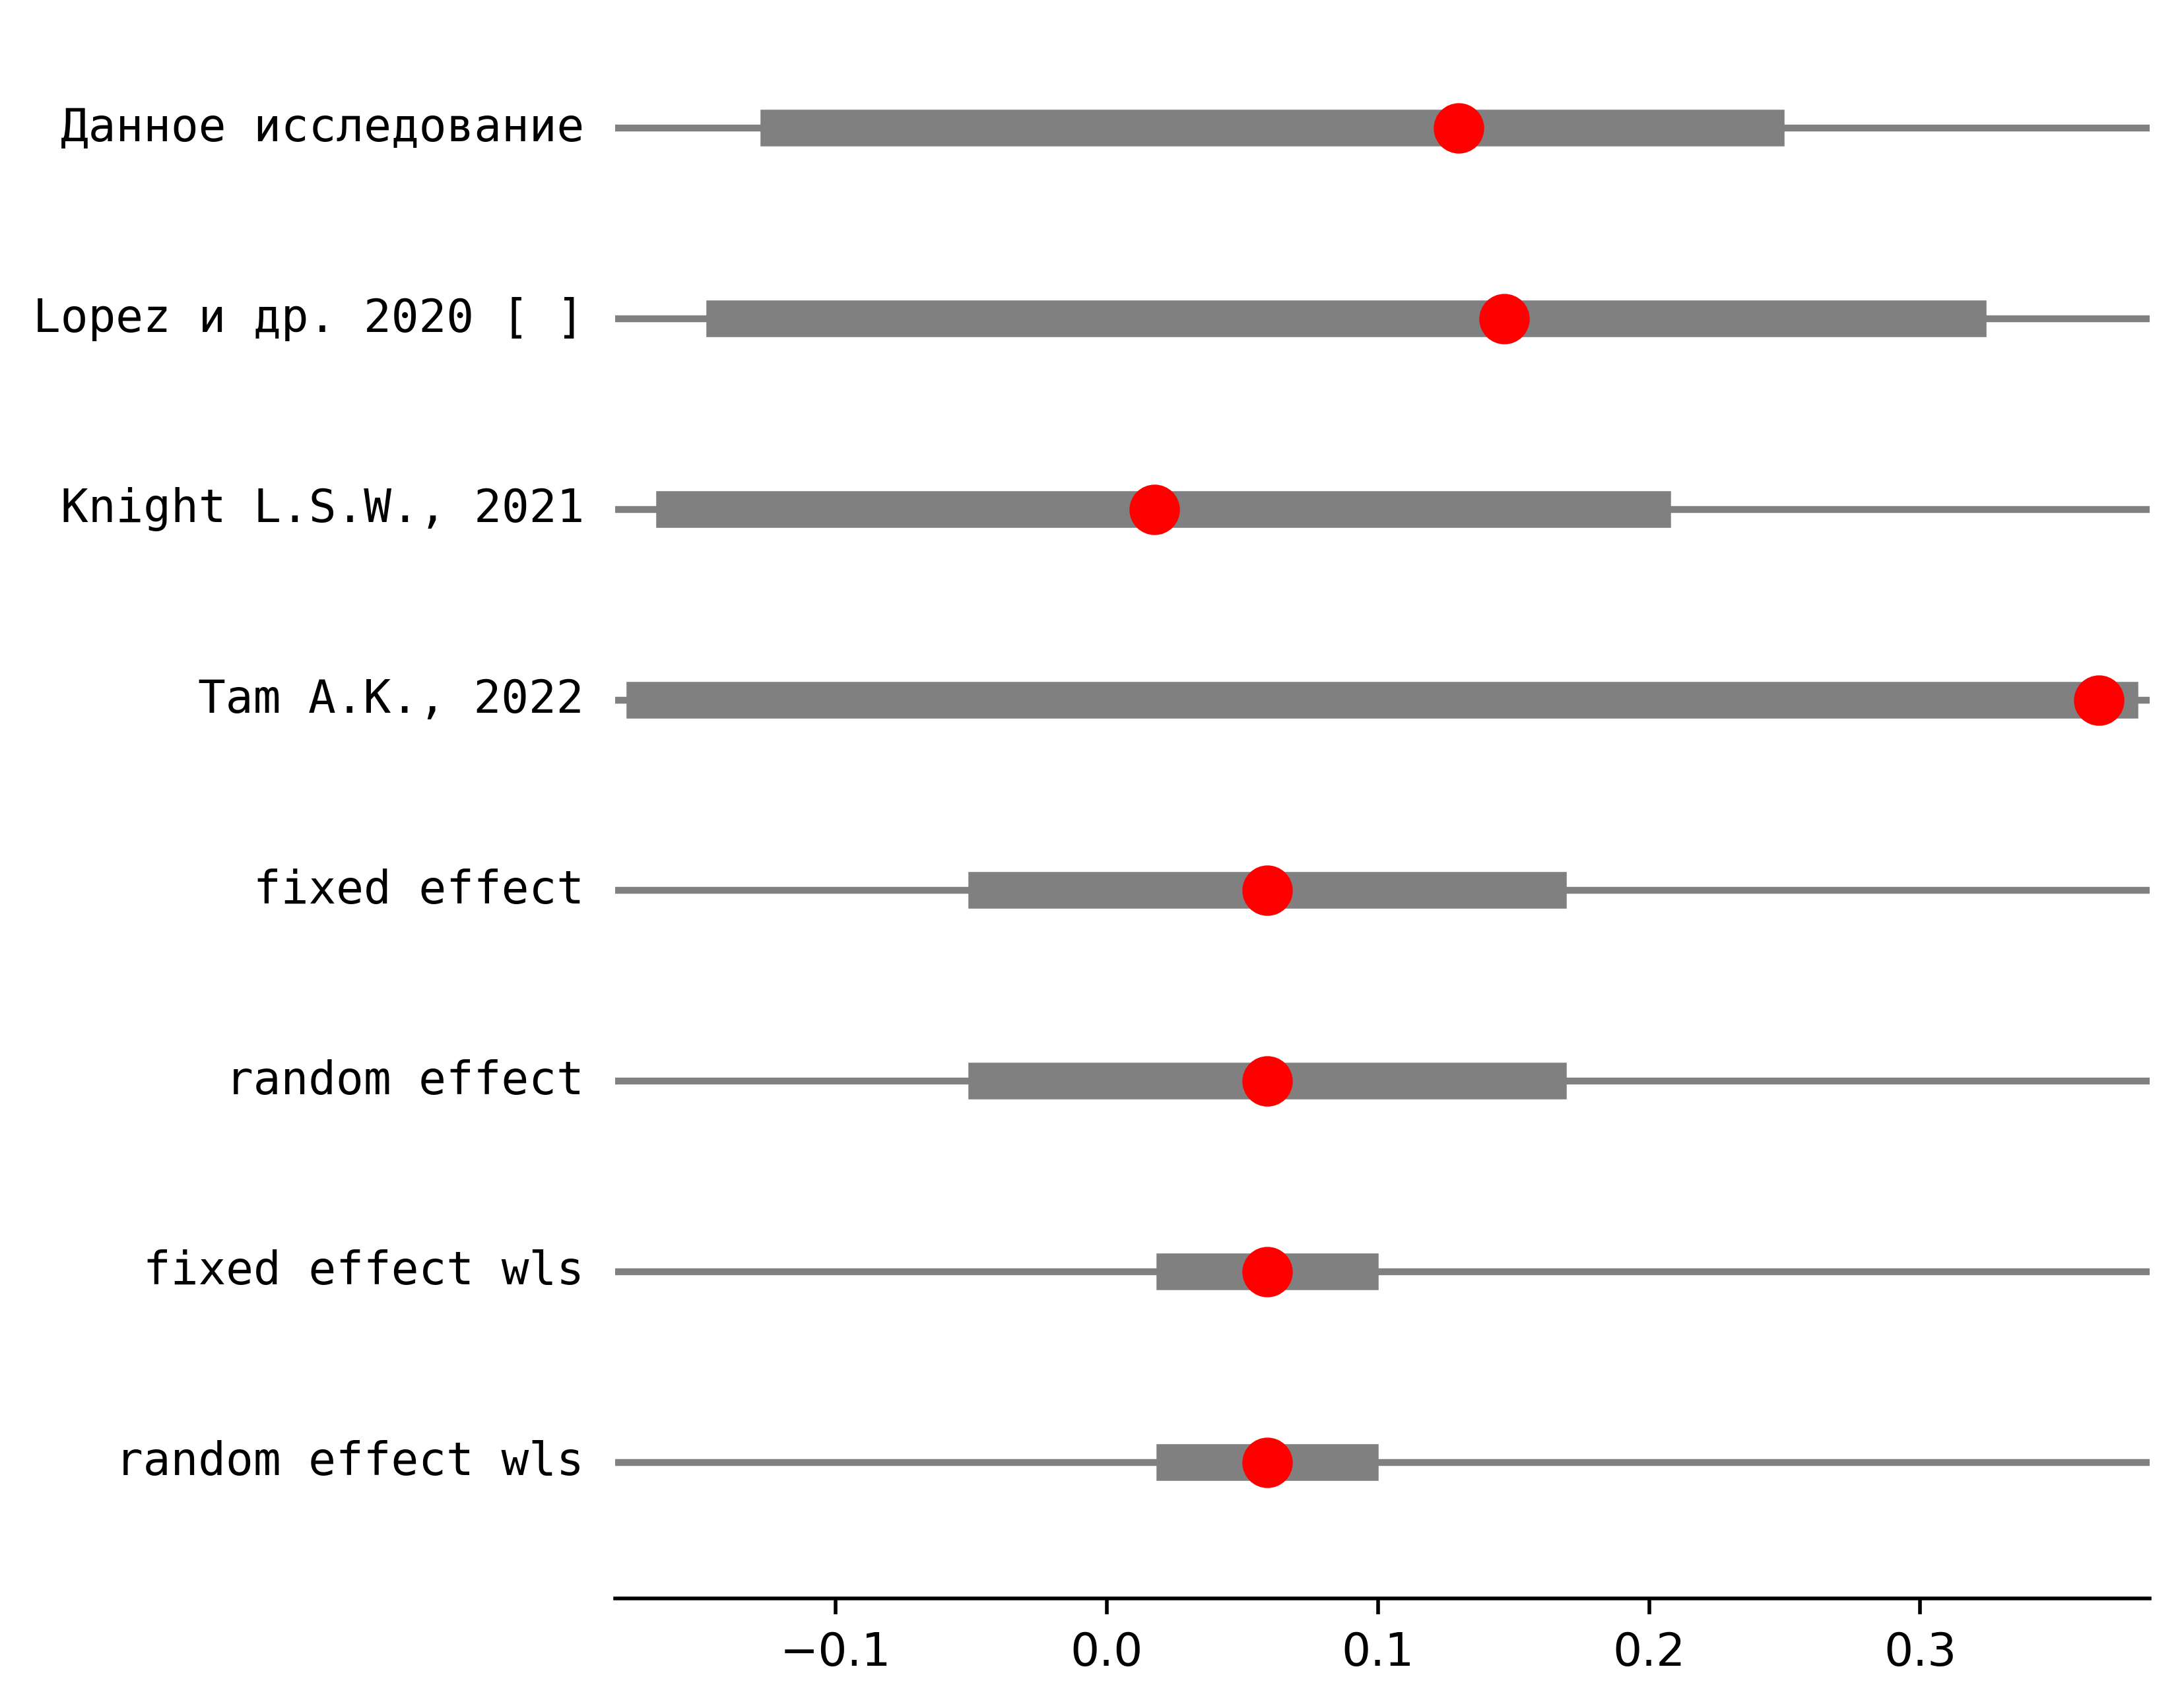 Данное исследование
Lopez и др. 2020 [ ]
Knight L.S.W., 2021
Tam A.K., 2022
fixed effect
random effect
fixed effect wls
random effect wls
−0.1 0.0 0.1 0.2 0.3